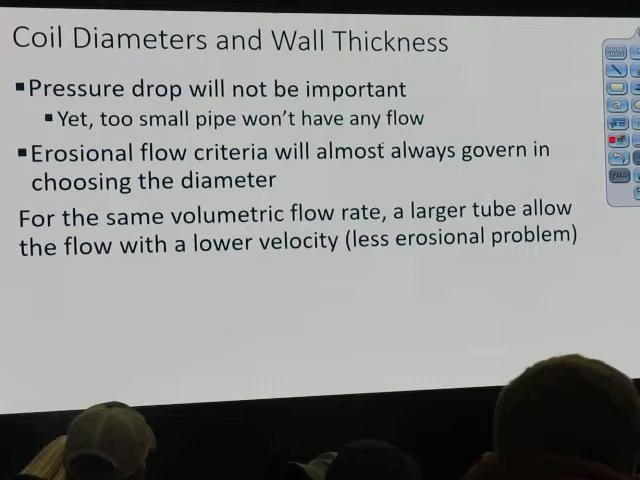 Coil Diameters and Wall Thickness
▪Pressure drop will not be important
▪ Yet, too small pipe won't have any flow
▪Erosional flow criteria will almost always govern in
choosing the diameter
For the same volumetric flow rate, a larger tube allow
the flow with a lower velocity (less erosional problem)